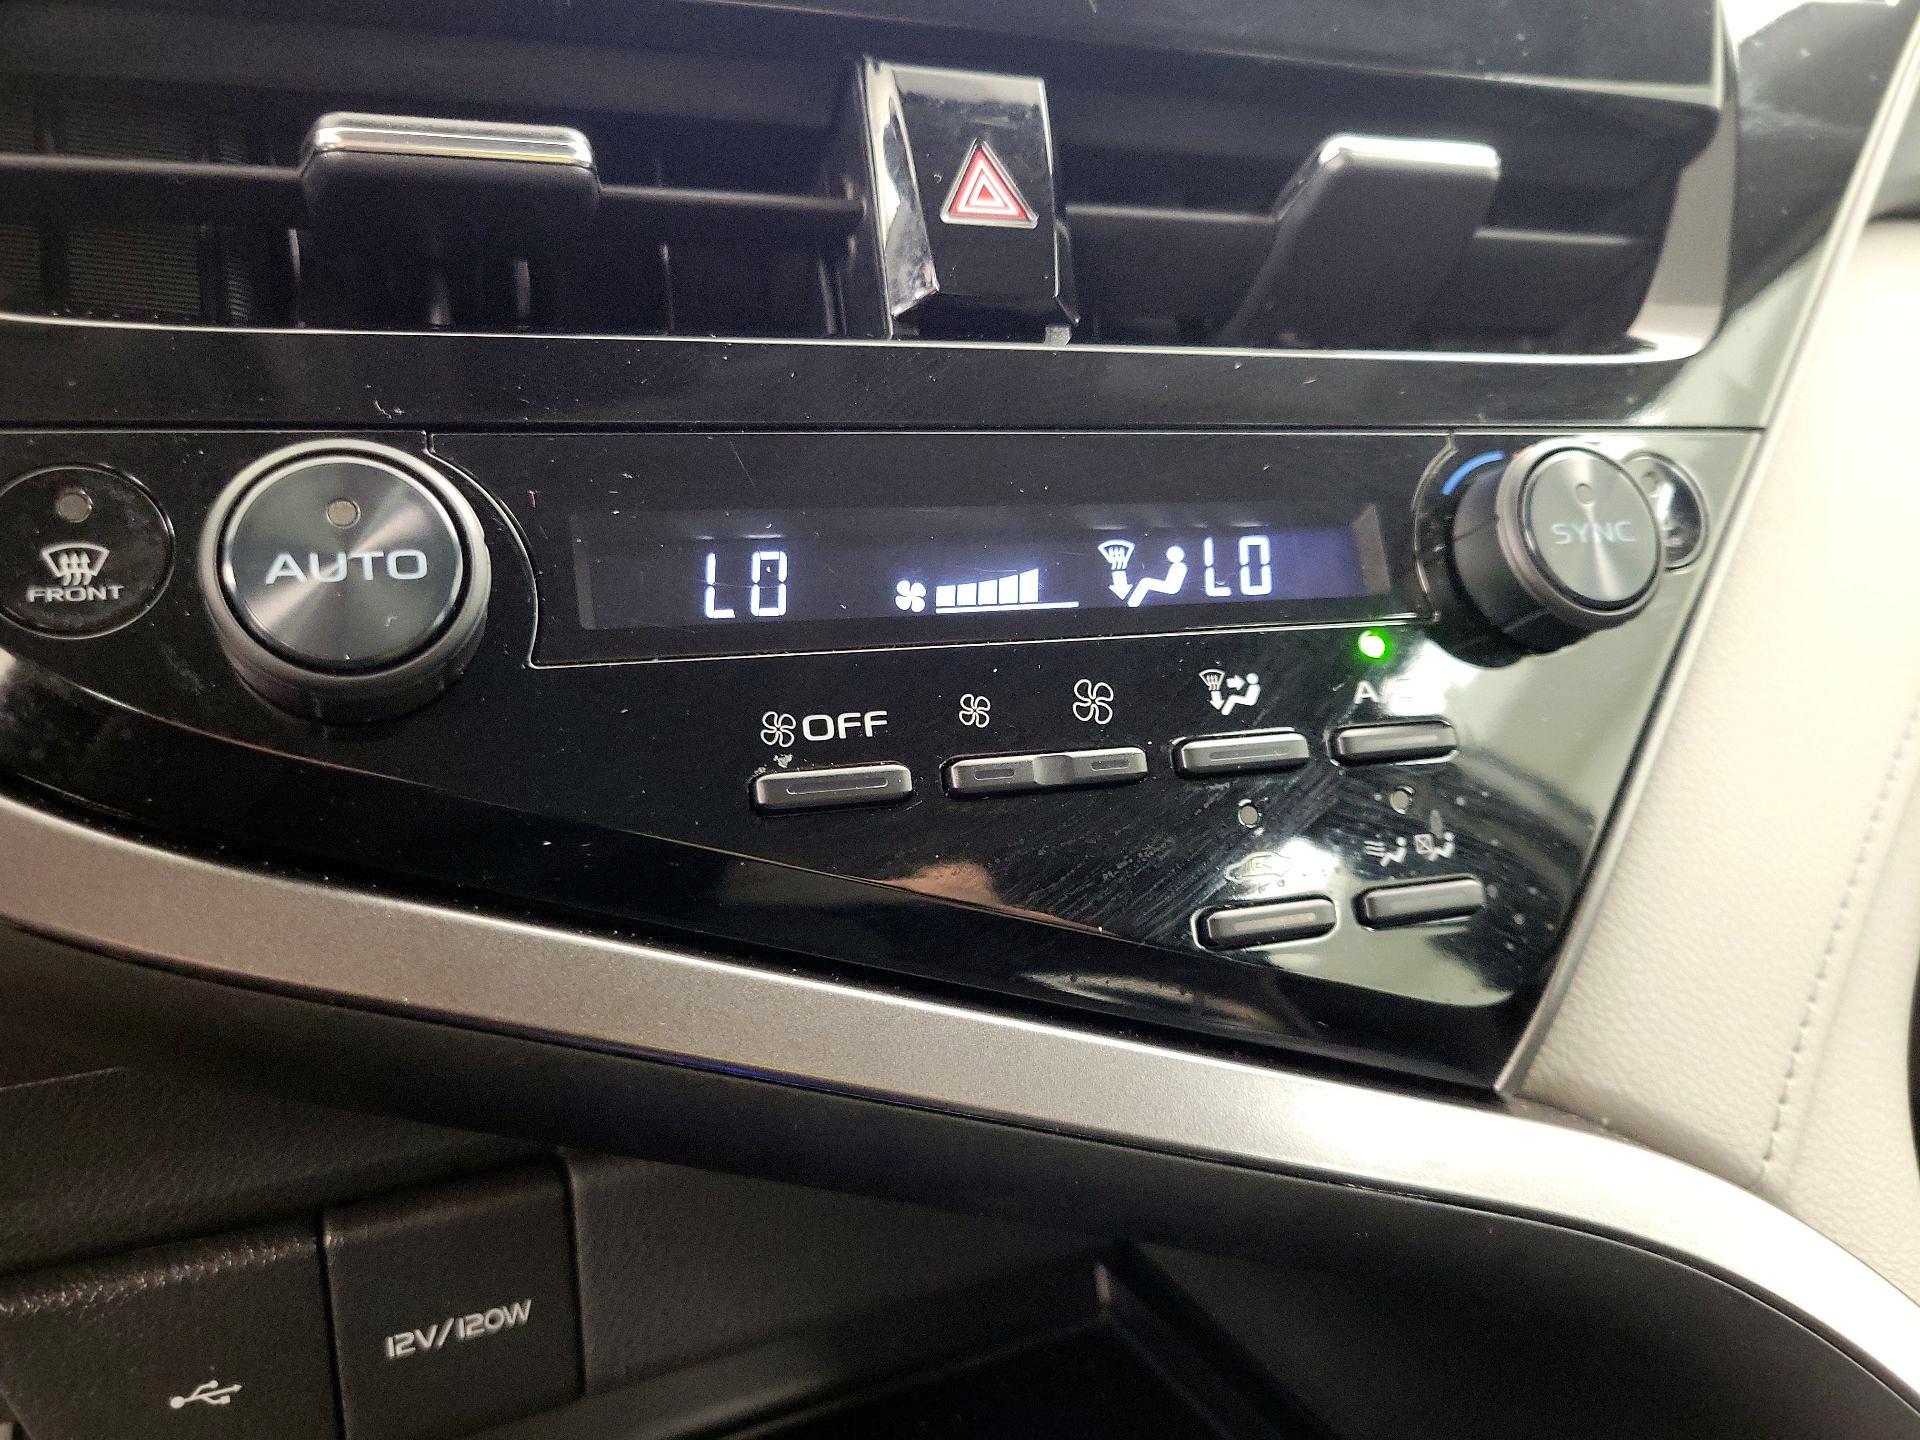 FRONT
AUTO
LO
LO
SYNC
OFF
A/C
12V/120W